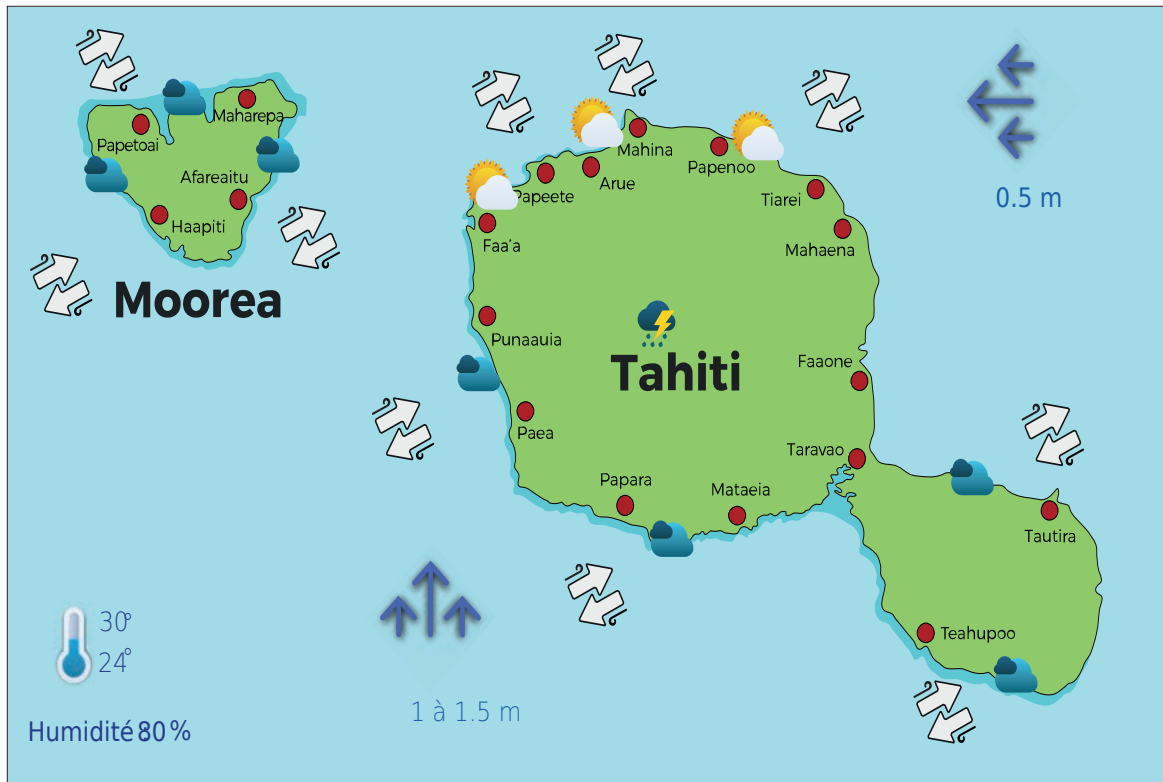 Maharepa
Papetoai
Afareaitu
Haapiti
Moorea
Mahina
Papenoo
Arue
Papeete
Tiarei
Faa'a
Mahaena
0.5 m
Punaauia
Tahiti
Faaone
Paea
Taravao
Papara
Mataeia
Tautira
Teahupoo
30°
24°
1 à 1.5 m
Humidité 80 %